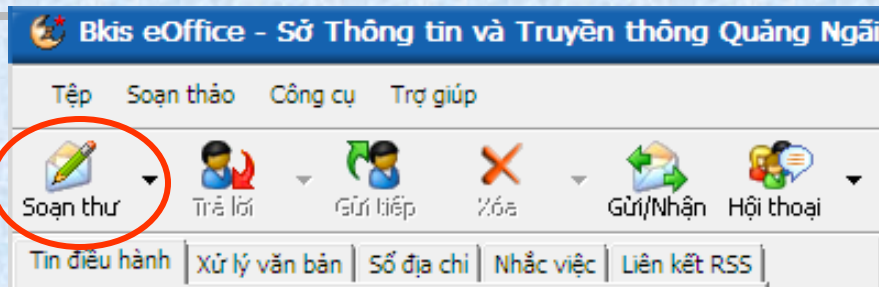 Bkis eOffice - Sở Thông tin và Truyền thông Quảng Ngãi
Tệp Soạn thảo Công cụ Trợ giúp
Soạn thư Trả lời Gửi tiếp Xóa Gửi/Nhận Hội thoại
Tin điều hành Xử lý văn bản Sổ địa chỉ Nhắc việc Liên kết RSS